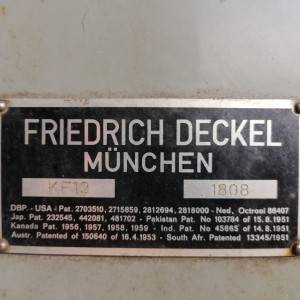 FRIEDRICH DECKEL
MÜNCHEN
KF12 1808
DBP. - USA - Pat. 2703510, 2715859, 2812694, 2818000 - Ned. Octrooi 86407
Jap. Pat. 232545, 442081, 481702 - Pakistan Pat. No 103784 of 15.8.1951
Kanada Pat. 1956, 1957, 1958, 1959 - Ind. Pat. No 45865 of 14.8.1951
Austr. Patented of 150640 of 16.4.1953 - South Afr. Patented 13345/1951